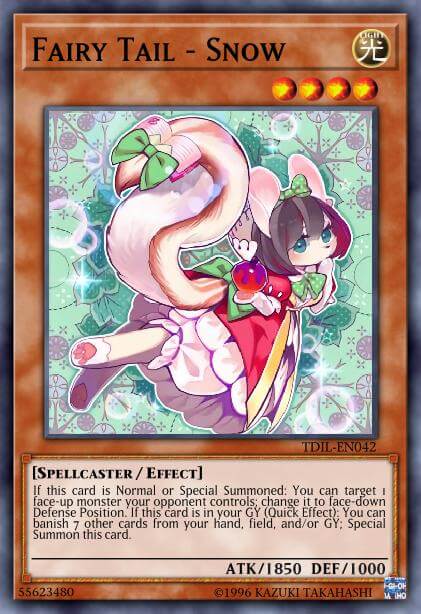 FAIRY TAIL - SNOW
LIGHT
光
TDIL-EN042
[SPELLCASTER / EFFECT]
If this card is Normal or Special Summoned: You can target 1
face-up monster your opponent controls; change it to face-down
Defense Position. If this card is in your GY (Quick Effect): You can
banish 7 other cards from your hand, field, and/or GY; Special
Summon this card.
ATK/1850 DEF/1000
55623480
©1996 KAZUKI TAKAHASHI